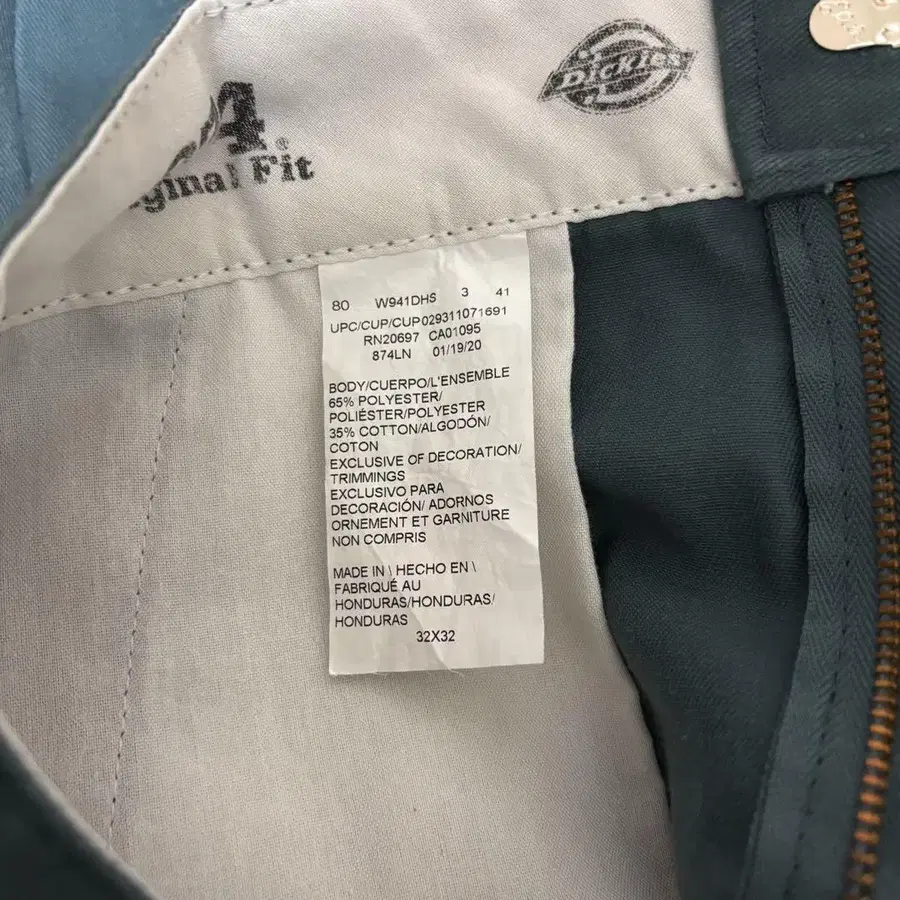 4
ginal Fit
Dickies
80 W941DHS 3 41
UPC/CUP/CUP029311071691
RN20697 CA01095
874LN 01/19/20
BODY/CUERPO/L'ENSEMBLE
65% POLYESTER/
POLIÉSTER/POLYESTER
35% COTTON/ALGODÓN/
COTON
EXCLUSIVE OF DECORATION/
TRIMMINGS
EXCLUSIVO PARA
DECORACIÓN/ ADORNOS
ORNEMENT ET GARNITURE
NON COMPRIS
MADE IN \ HECHO EN \
FABRIQUÉ AU
HONDURAS/HONDURAS/
HONDURAS
32X32